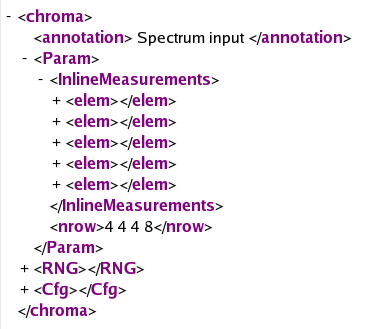 - <chroma>
<annotation> Spectrum input </annotation>
- <Param>
- <InlineMeasurements>
+ <elem></elem>
+ <elem></elem>
+ <elem></elem>
+ <elem></elem>
+ <elem></elem>
</InlineMeasurements>
<nrow>4 4 4 8</nrow>
</Param>
+ <RNG></RNG>
+ <Cfg></Cfg>
</chroma>